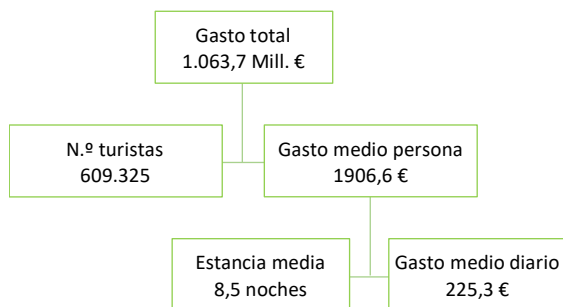 Gasto total
1.063,7 Mill. €
N.º turistas
609.325
Gasto medio persona
1906,6 €
Estancia media
8,5 noches
Gasto medio diario
225,3 €